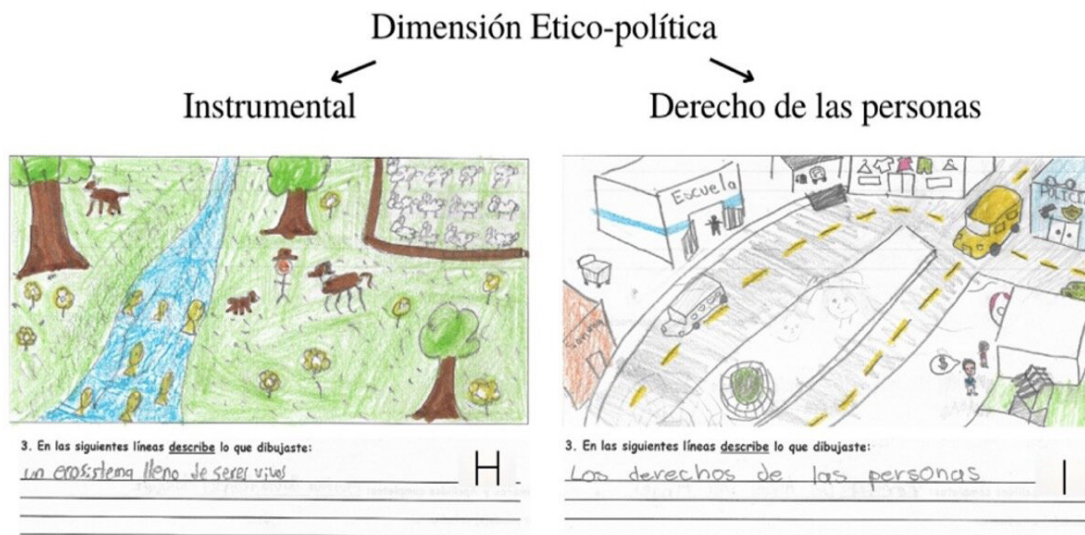 Dimensión Etico-política
Instrumental
Derecho de las personas
Escuela
3. En las siguientes líneas describe lo que dibujaste:
un ecosistema lleno de seres vivos
H
$
3. En las siguientes líneas describe lo que dibujaste:
Los derechos de las personas
I